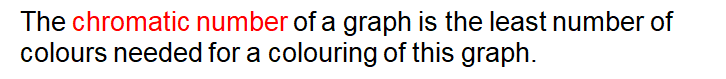 The chromatic number of a graph is the least number of
colours needed for a colouring of this graph.